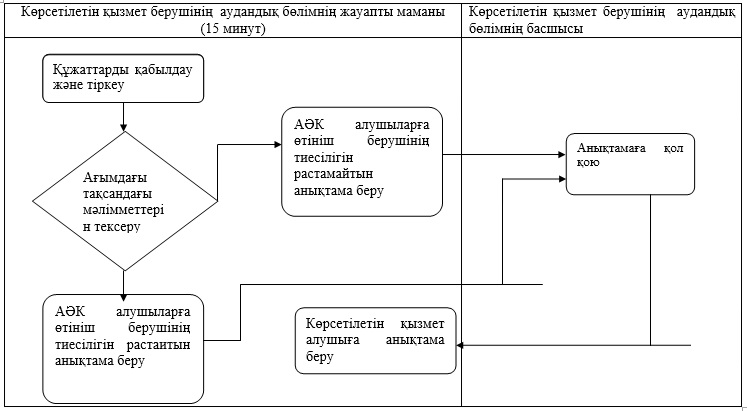 Көрсетілетін қызмет берушінің аудандық бөлімнің жауапты маманы
(15 минут)
Көрсетілетін қызмет берушінің аудандық
бөлімнің басшысы
Құжаттарды қабылдау
және тіркеу
АӘК алушыларға
өтініш берушінің
тиесілігін
растамайтын
анықтама беру
Анықтамаға қол
қою
Ағымдағы
тақсандағы
мәлімметтері
н тексеру
АӘК алушыларға
өтініш берушінің
тиесілігін растаитын
анықтама беру
Көрсетілетін қызмет
алушыға анықтама
беру